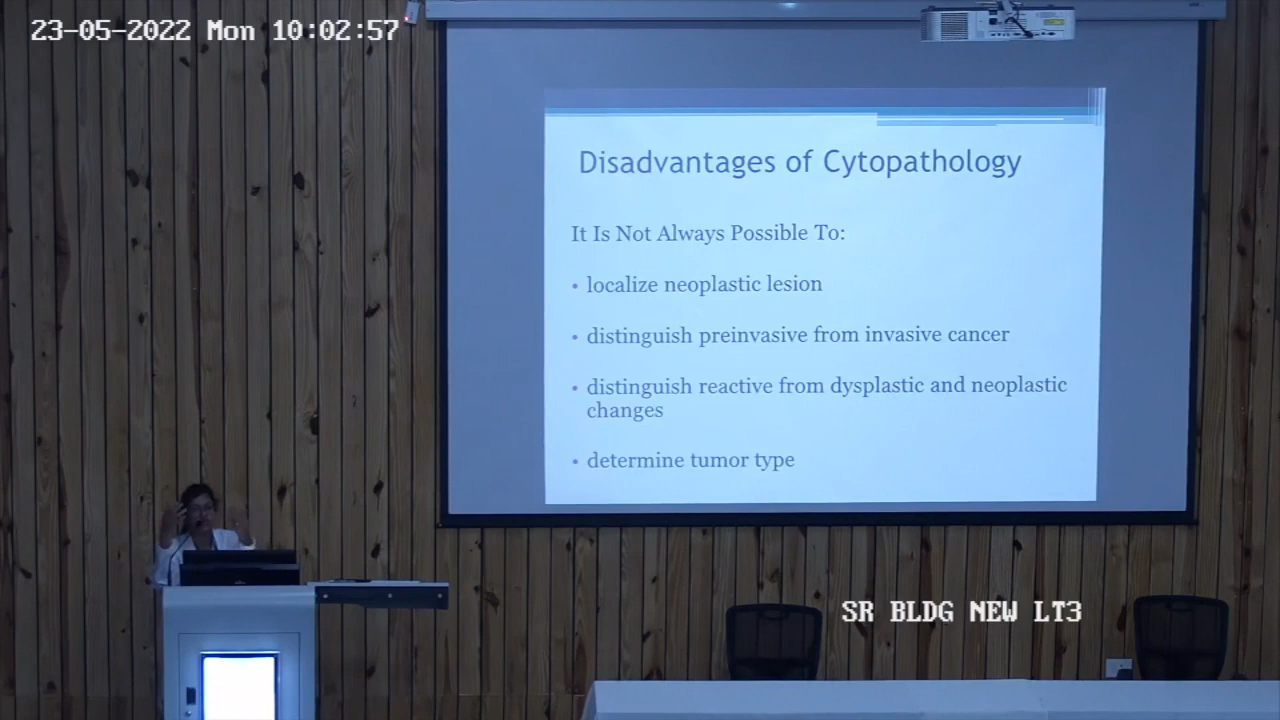 23-05-2022 Mon 10:02:57
Disadvantages of Cytopathology
It Is Not Always Possible To:
• localize neoplastic lesion
• distinguish preinvasive from invasive cancer
• distinguish reactive from dysplastic and neoplastic
changes
• determine tumor type
SR BLDG NEW LT3